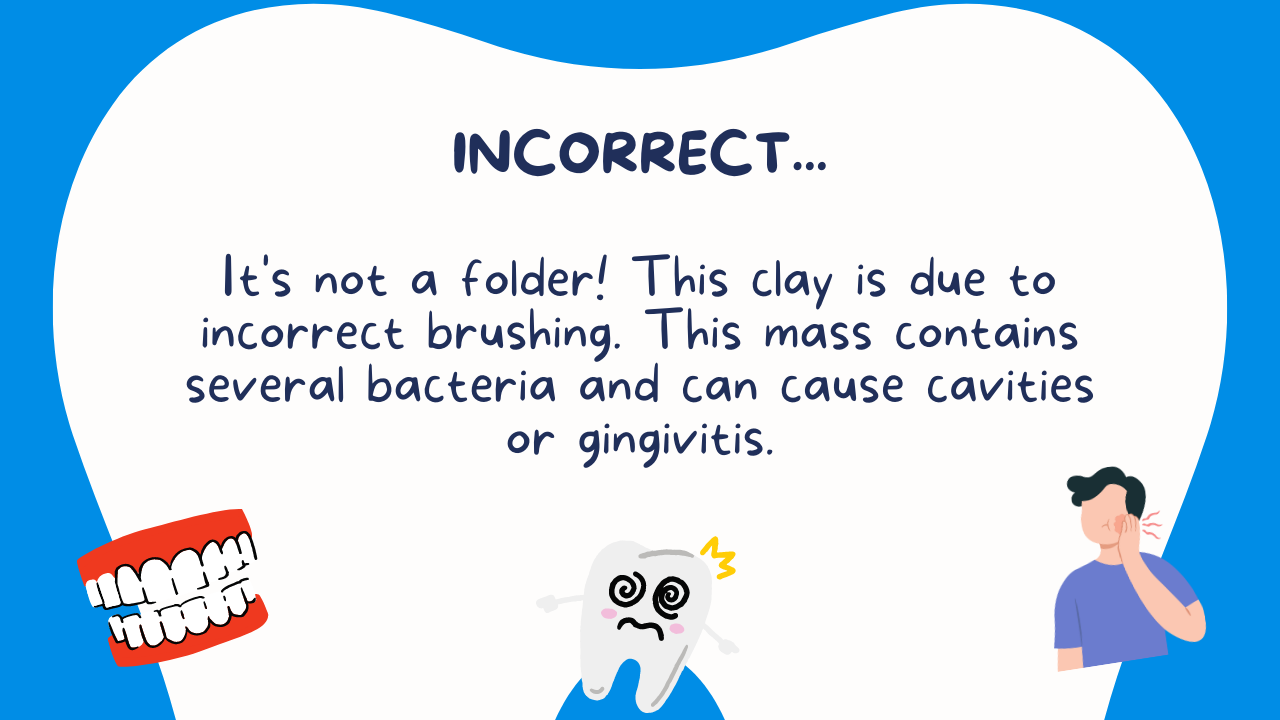 INCORRECT...
It's not a folder! This clay is due to
incorrect brushing. This mass contains
several bacteria and can cause cavities
or gingivitis.